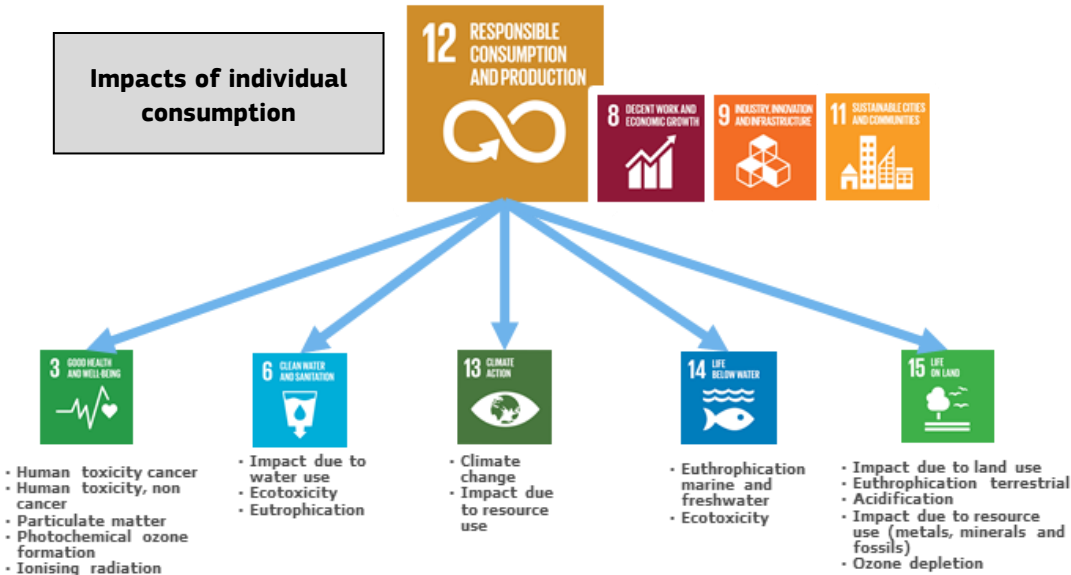 Impacts of individual
consumption
12 RESPONSIBLE
CONSUMPTION
AND PRODUCTION
8 DECENT WORK AND
ECONOMIC GROWTH
9 INDUSTRY, INNOVATION
AND INFRASTRUCTURE
11 SUSTAINABLE CITIES
AND COMMUNITIES
3 GOOD HEALTH
AND WELL-BEING
· Human toxicity cancer
· Human toxicity, non
cancer
· Particulate matter
· Photochemical ozone
formation
· Ionising radiation
6 CLEAN WATER
AND SANITATION
· Impact due to
water use
· Ecotoxicity
· Eutrophication
13 CLIMATE
ACTION
· Climate
change
· Impact due
to resource
use
14 LIFE
BELOW WATER
· Euthrophication
marine and
freshwater
· Ecotoxicity
15 LIFE
ON LAND
· Impact due to land use
· Euthrophication terrestrial
· Acidification
· Impact due to resource
use (metals, minerals and
fossils)
· Ozone depletion